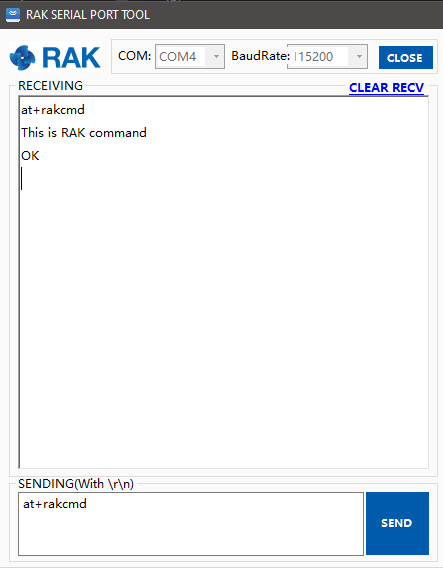 RAK SERIAL PORT TOOL
RAK COM: COM4 BaudRate: 115200 CLOSE
RECEIVING CLEAR RECV
at+rakcmd
This is RAK command
OK
SENDING(With \r\n)
at+rakcmd
SEND